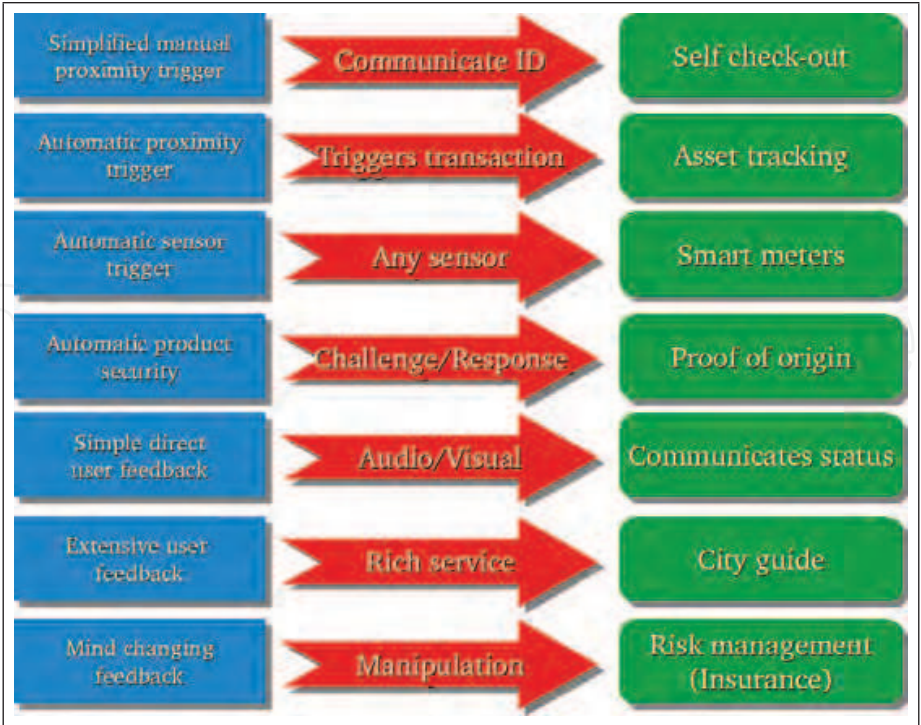 Simplified manual
proximity trigger
Communicate ID
Self check-out
Automatic proximity
trigger
Triggers transaction
Asset tracking
Automatic sensor
trigger
Any sensor
Smart meters
Automatic product
security
Challenge/Response
Proof of origin
Simple direct
user feedback
Audio/Visual
Communicates status
Extensive user
feedback
Rich service
City guide
Mind changing
feedback
Manipulation
Risk management
(Insurance)